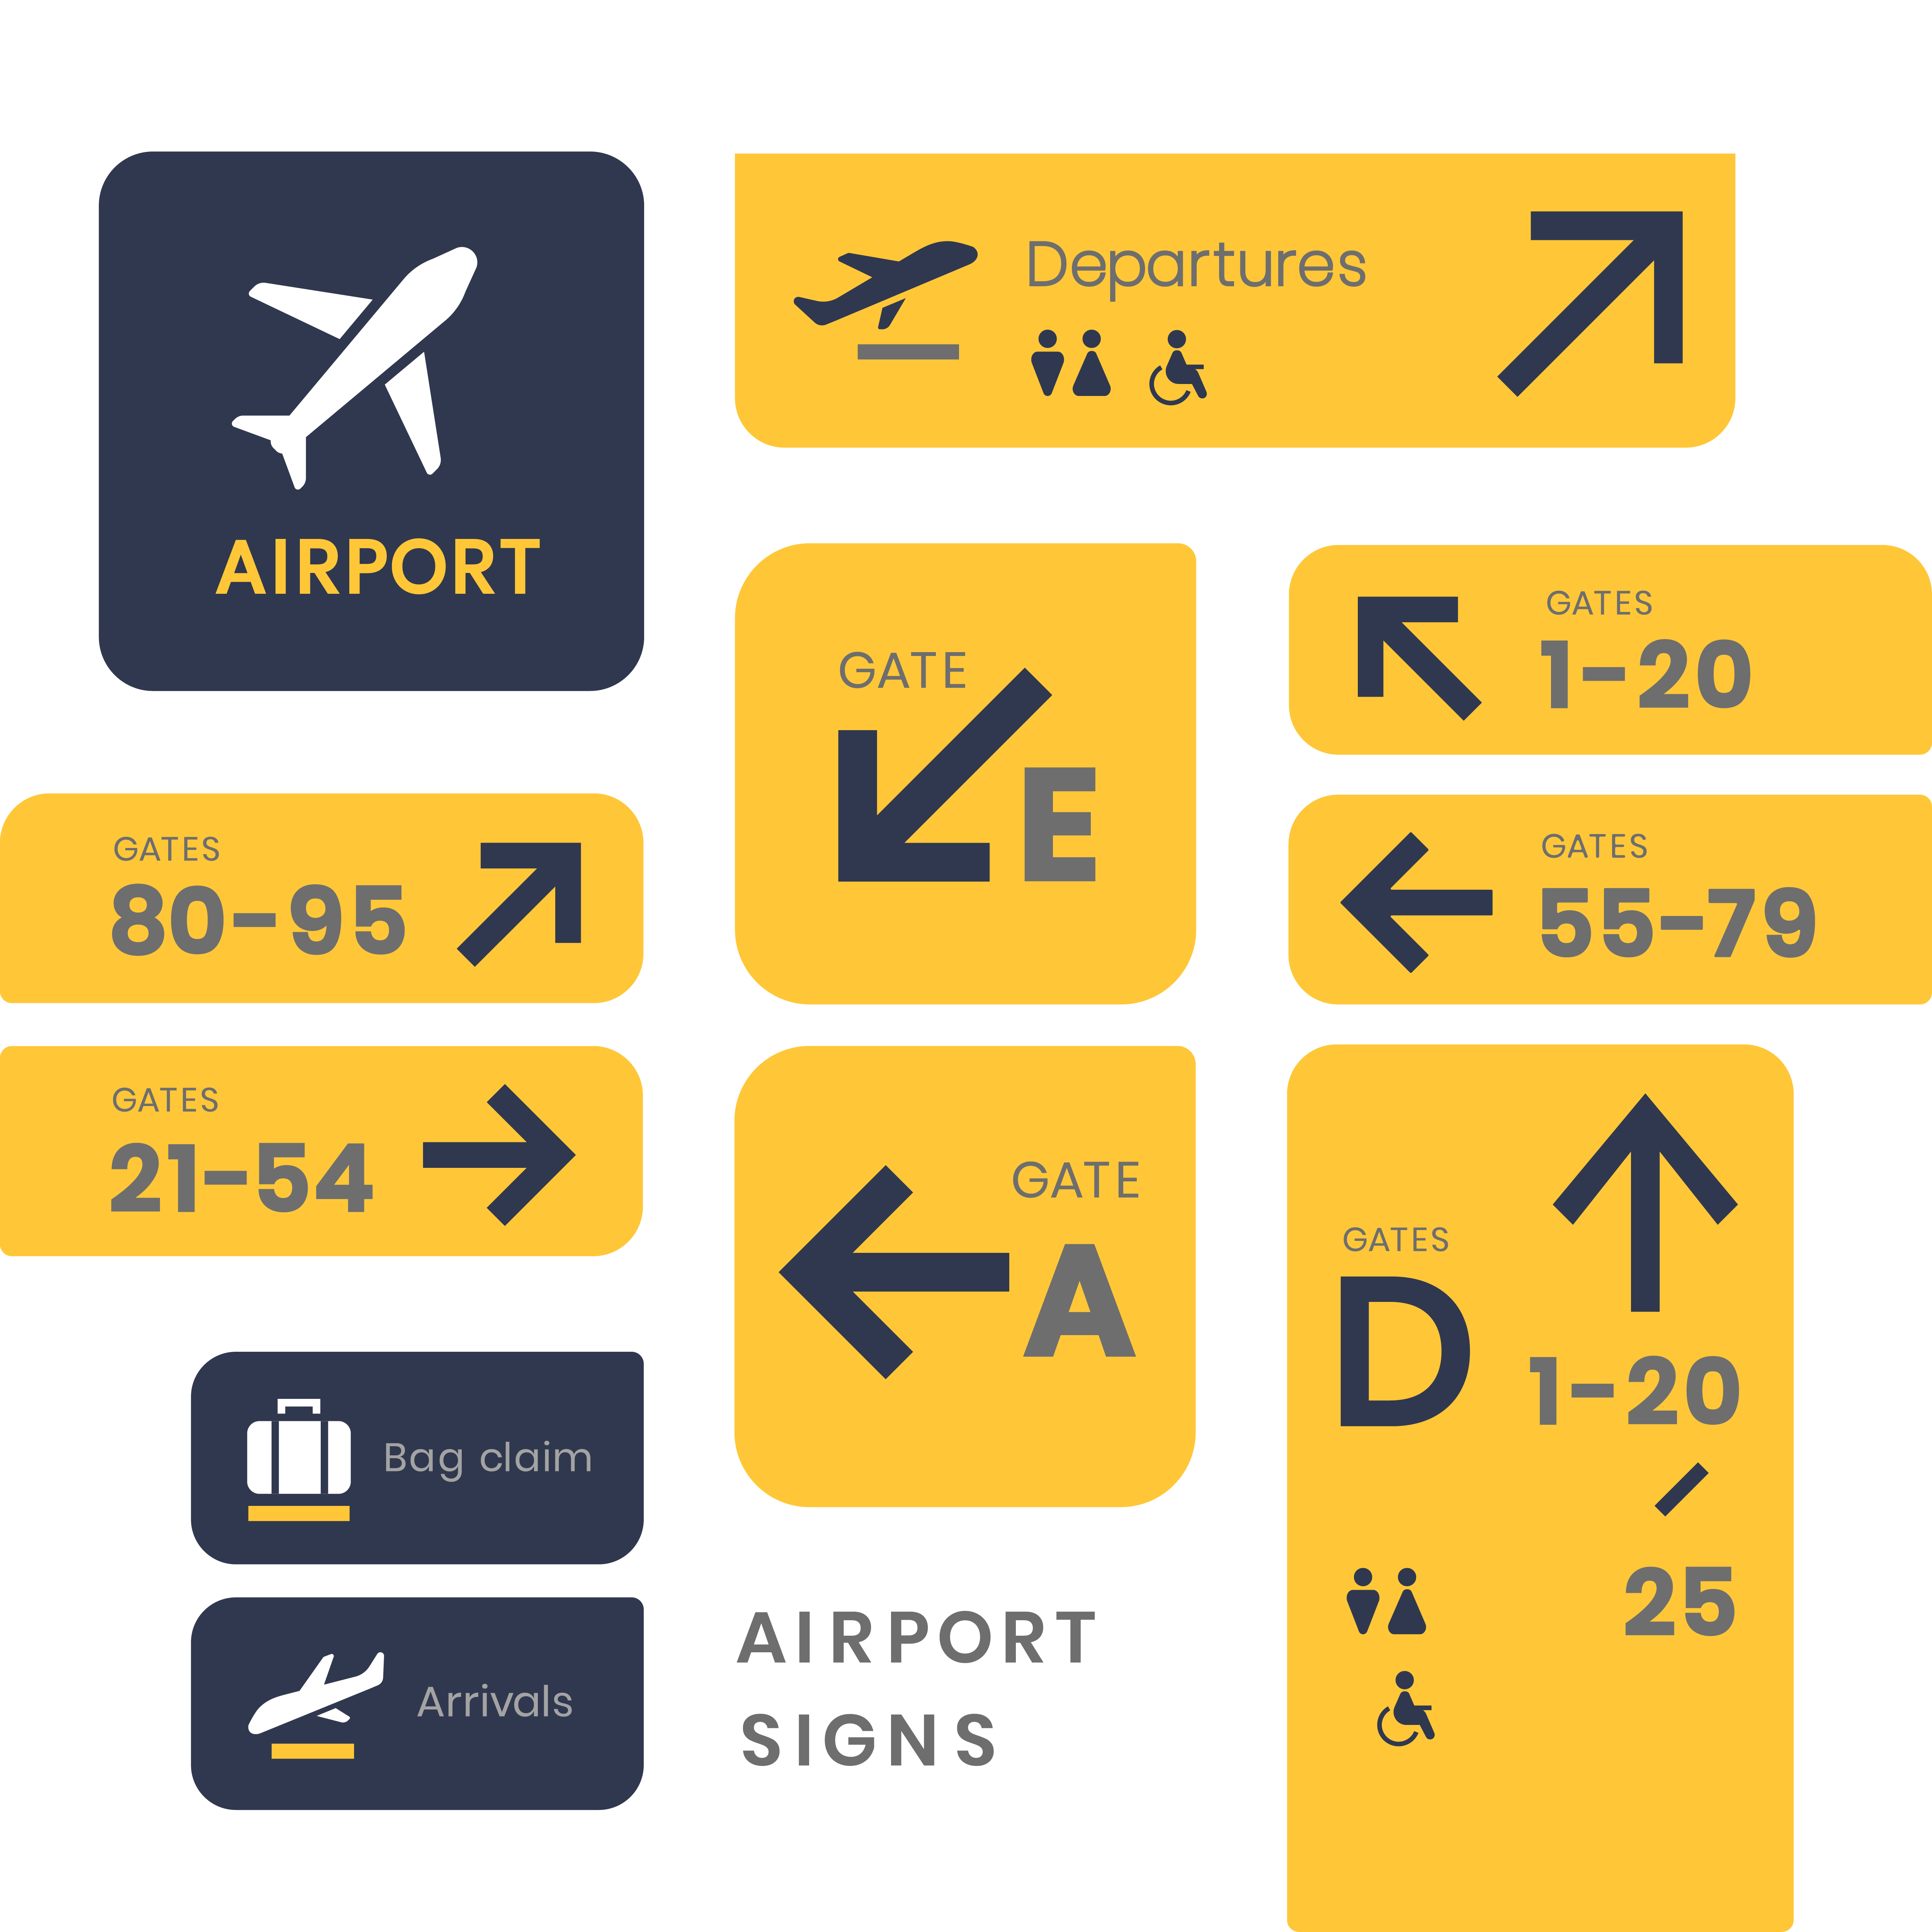 AIRPORT
Departures
GATE
E
GATES
1-20
GATES
80-95
GATES
55-79
GATES
21-54
GATE
A
GATES
D
1-20
25
Bag claim
Arrivals
AIRPORT
SIGNS